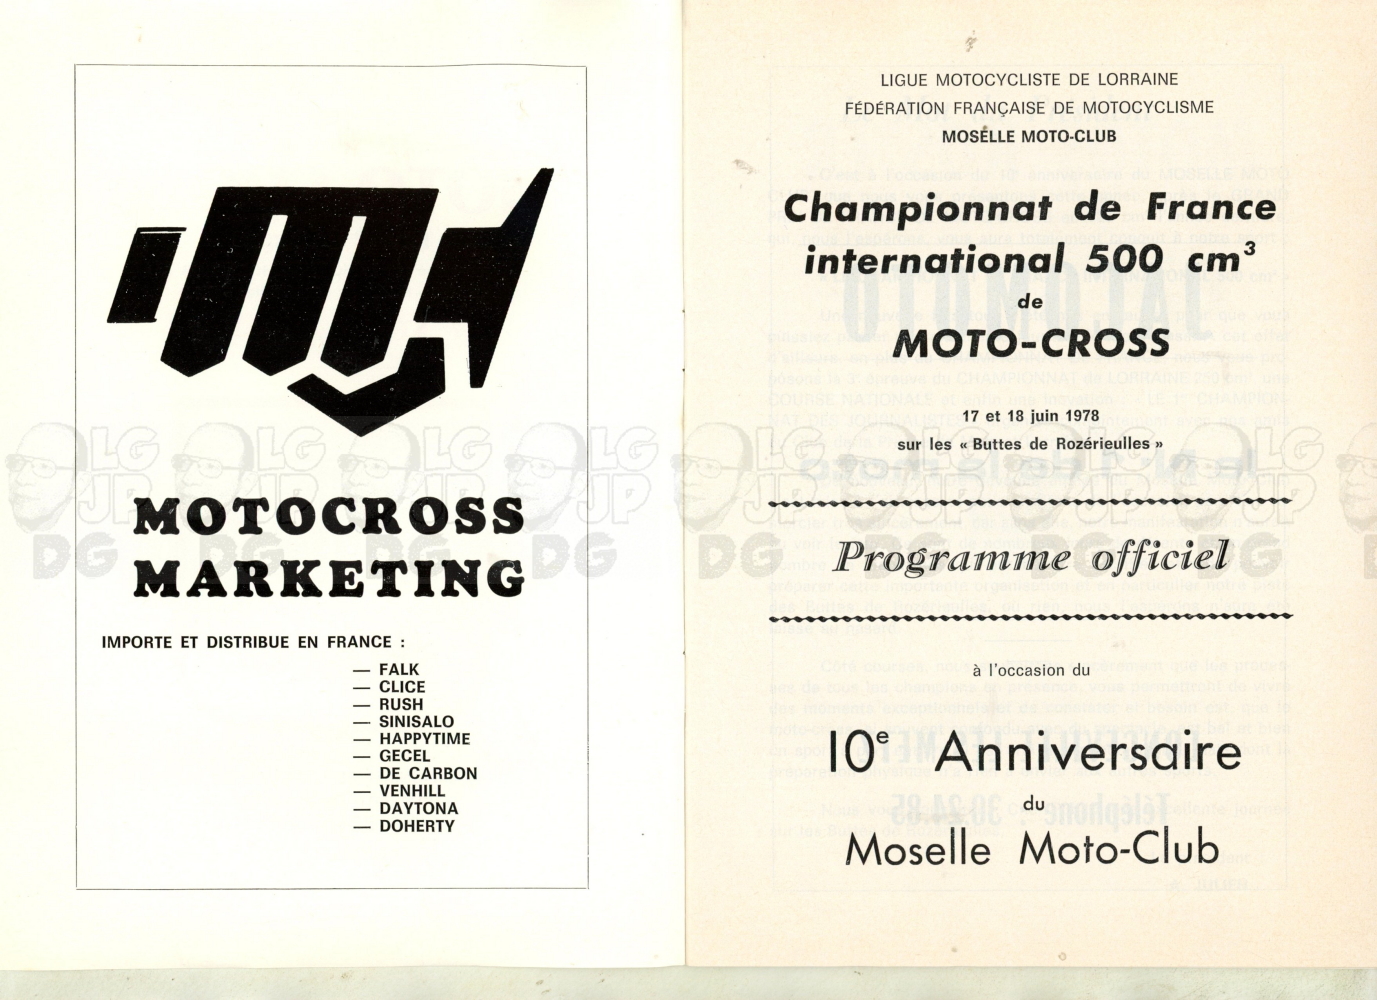 MOTOCROSS
MARKETING
IMPORTE ET DISTRIBUE EN FRANCE :
— FALK
— CLICE
— RUSH
— SINISALO
— HAPPYTIME
— GECEL
— DE CARBON
— VENHILL
— DAYTONA
— DOHERTY
LIGUE MOTOCYCLISTE DE LORRAINE
FÉDÉRATION FRANÇAISE DE MOTOCYCLISME
MOSELLE MOTO-CLUB
Championnat de France
international 500 cm³
de
MOTO-CROSS
17 et 18 juin 1978
sur les « Buttes de Rozérieulles »
Programme officiel
à l'occasion du
10e Anniversaire
du
Moselle Moto-Club
LG
JP
DG